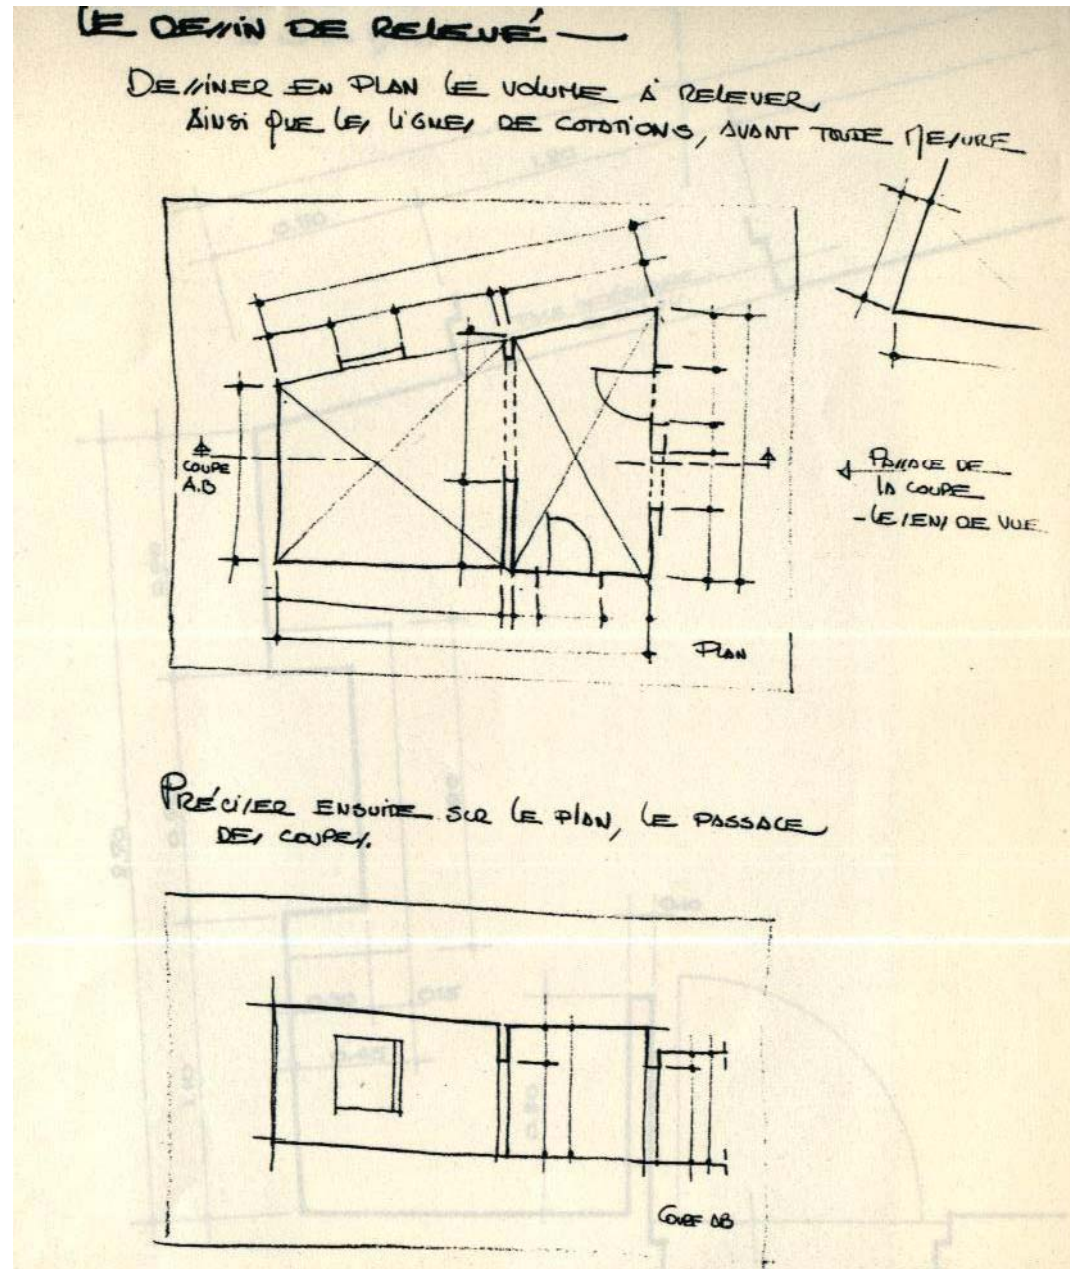 LE DESSIN DE RELEVÉ —
DESSINER EN PLAN LE VOLUME À RELEVER
AINSI QUE LES LIGNES DE COTATIONS, AVANT TOUTE MESURE
COUPE
A.B
PASSAGE DE
LA COUPE
- LE SENS DE VUE
PLAN
PRÉCISER ENSUITE SUR LE PLAN, LE PASSAGE
DES COUPES.
COUPE AB